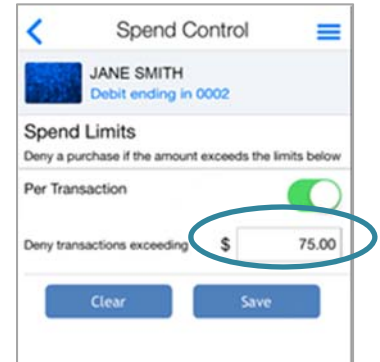 Spend Control
JANE SMITH
Debit ending in 0002
Spend Limits
Deny a purchase if the amount exceeds the limits below
Per Transaction
Deny transactions exceeding $ 75.00
Clear Save